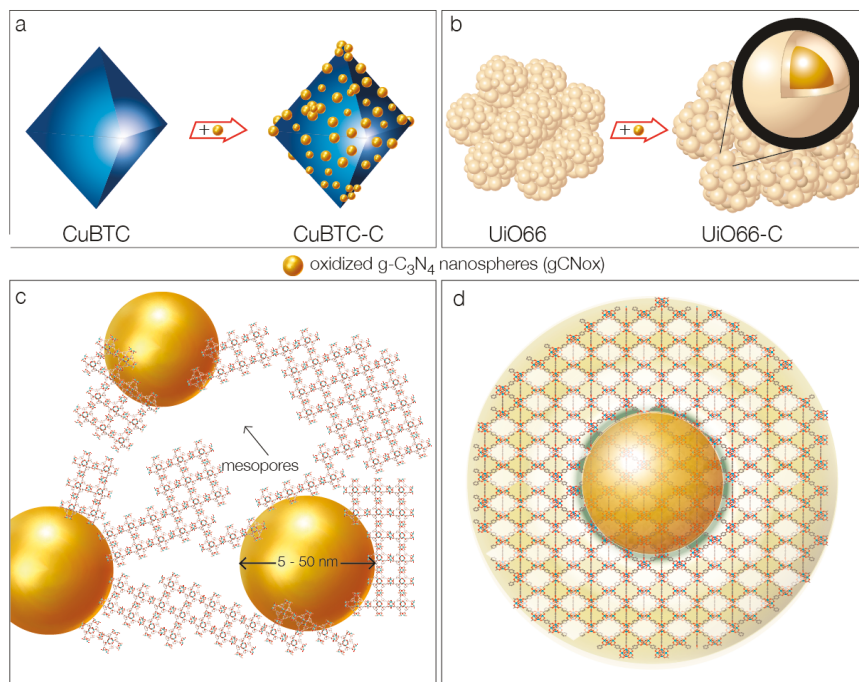 a
b
+
+
CuBTC
CuBTC-C
UiO66
UiO66-C
oxidized g-C₃N₄ nanospheres (gCNox)
c
d
mesopores
5 - 50 nm